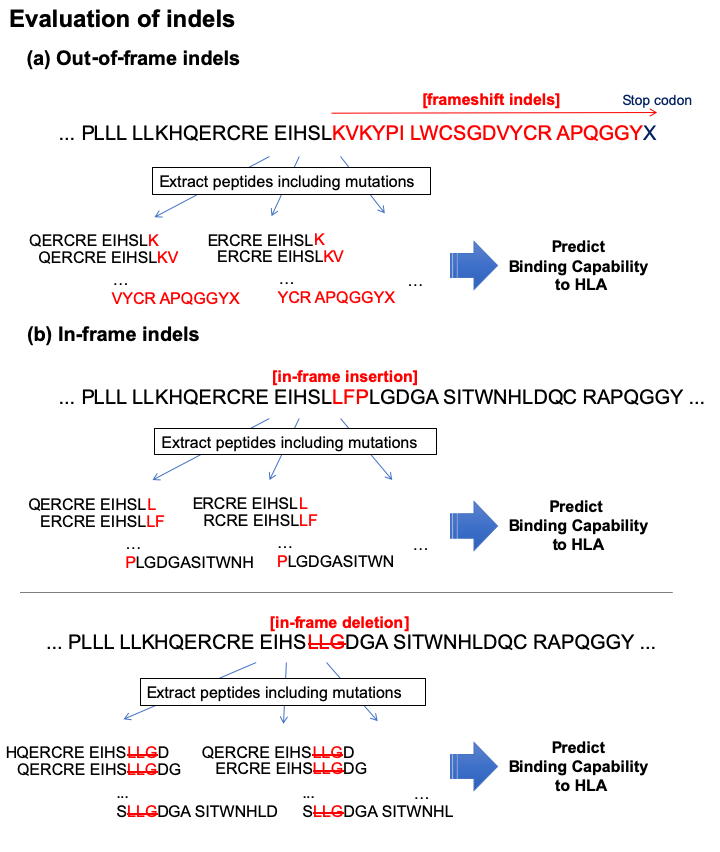 Evaluation of indels
(a) Out-of-frame indels
[frameshift indels]
Stop codon
... PLLL LLKHQERCRE EIHSLKVKYPI LWCSGDVYCR APQGGYX
Extract peptides including mutations
QERCRE EIHSLK
QERCRE EIHSLKV
...
VYCR APQGGYX
ERCRE EIHSLK
ERCRE EIHSLKV
...
YCR APQGGYX
...
Predict
Binding Capability
to HLA
(b) In-frame indels
[in-frame insertion]
... PLLL LLKHQERCRE EIHSLLFPLGDGA SITWNHLDQC RAPQGGY ...
Extract peptides including mutations
QERCRE EIHSLL
ERCRE EIHSLLF
...
PLGDGASITWNH
ERCRE EIHSLL
RCRE EIHSLLF
...
PLGDGASITWN
...
Predict
Binding Capability
to HLA
[in-frame deletion]
... PLLL LLKHQERCRE EIHSLLGDGA SITWNHLDQC RAPQGGY ...
Extract peptides including mutations
HQERCRE EIHSLLGD
QERCRE EIHSLLGDG
...
SLLGDGA SITWNHLD
QERCRE EIHSLLGD
ERCRE EIHSLLGDG
...
SLLGDGA SITWNHL
...
Predict
Binding Capability
to HLA